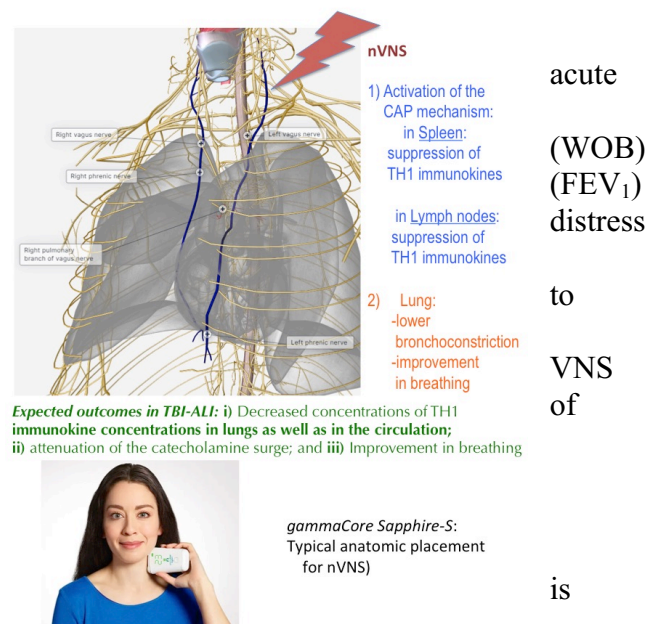 nVNS
1) Activation of the
CAP mechanism:
in Spleen:
suppression of
TH1 immunokines
in Lymph nodes:
suppression of
TH1 immunokines
2) Lung:
-lower
bronchoconstriction
-improvement
in breathing
Right vagus nerve
Left vagus nerve
Right phrenic nerve
Right pulmonary
branch of vagus nerve
Left phrenic nerve
Expected outcomes in TBI-ALI: i) Decreased concentrations of TH1
immunokine concentrations in lungs as well as in the circulation;
ii) attenuation of the catecholamine surge; and iii) Improvement in breathing
gammaCore Sapphire-S:
Typical anatomic placement
for nVNS)
acute
(WOB)
(FEV₁)
distress
to
VNS
of
is